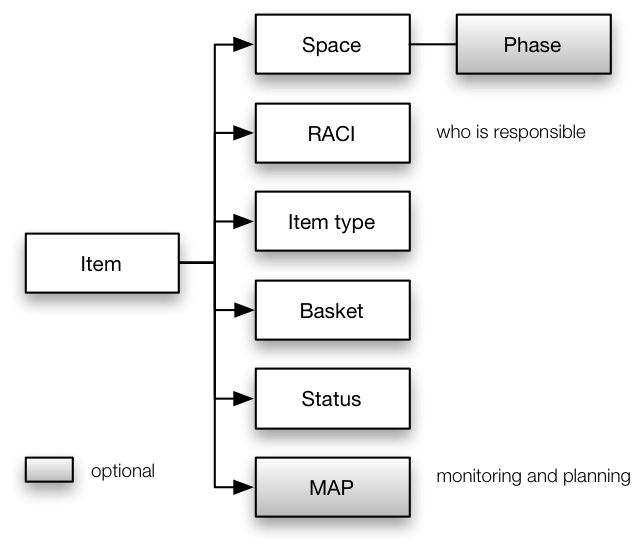 Space
Phase
RACI
who is responsible
Item type
Item
Basket
Status
optional
MAP
monitoring and planning